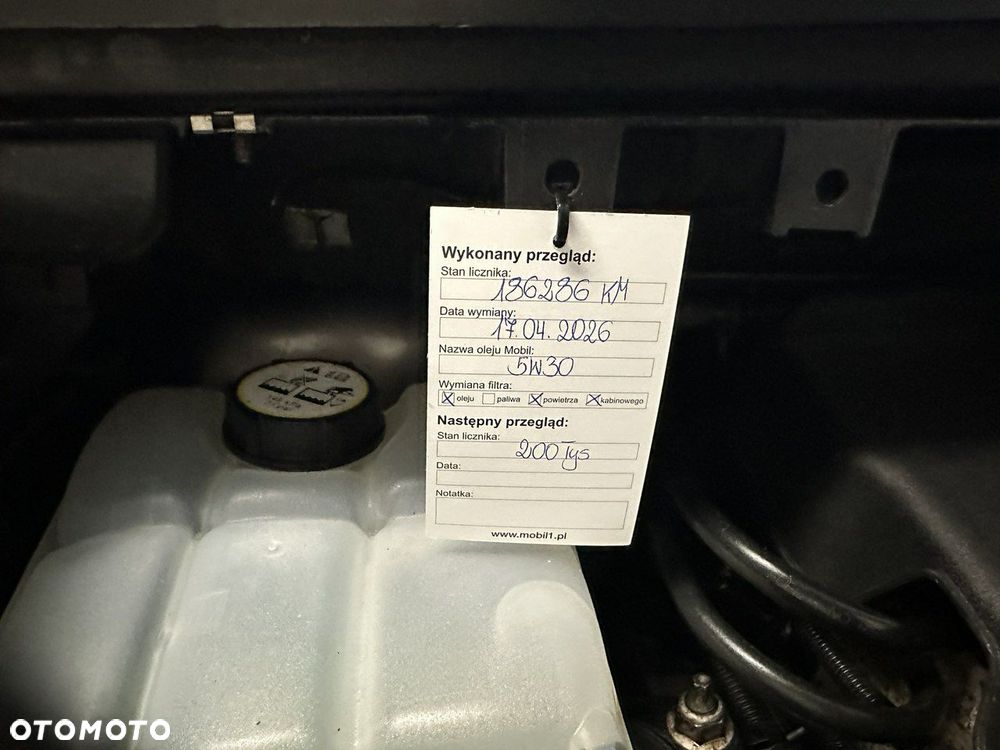 Wykonany przegląd:
Stan licznika:
186286 KM
Data wymiany:
17.04.2026
Nazwa oleju Mobil:
5W30
Wymiana filtra:
oleju paliwa powietrza kabinowego
Następny przegląd:
Stan licznika:
200 Tys
Data:
Notatka:
www.mobil1.pl
OTOMOTO